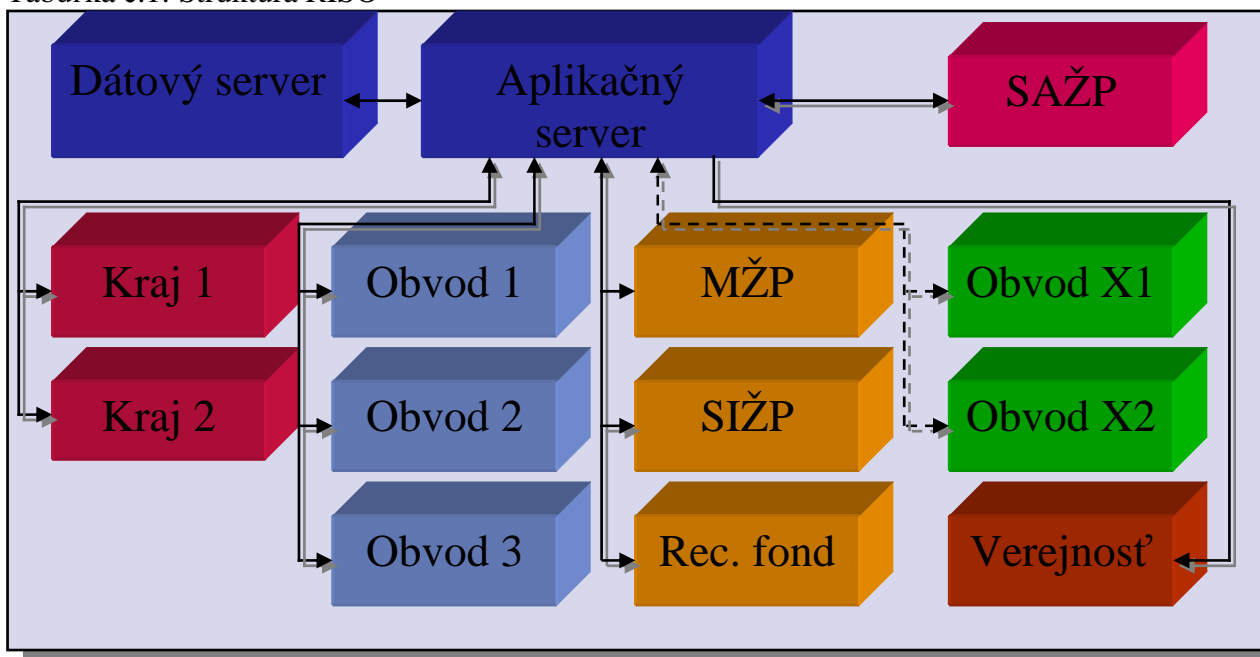 Dátový server
Aplikačný
server
SAŽP
Kraj 1
Obvod 1
MŽP
Obvod X1
Kraj 2
Obvod 2
SIŽP
Obvod X2
Obvod 3
Rec. fond
Verejnosť